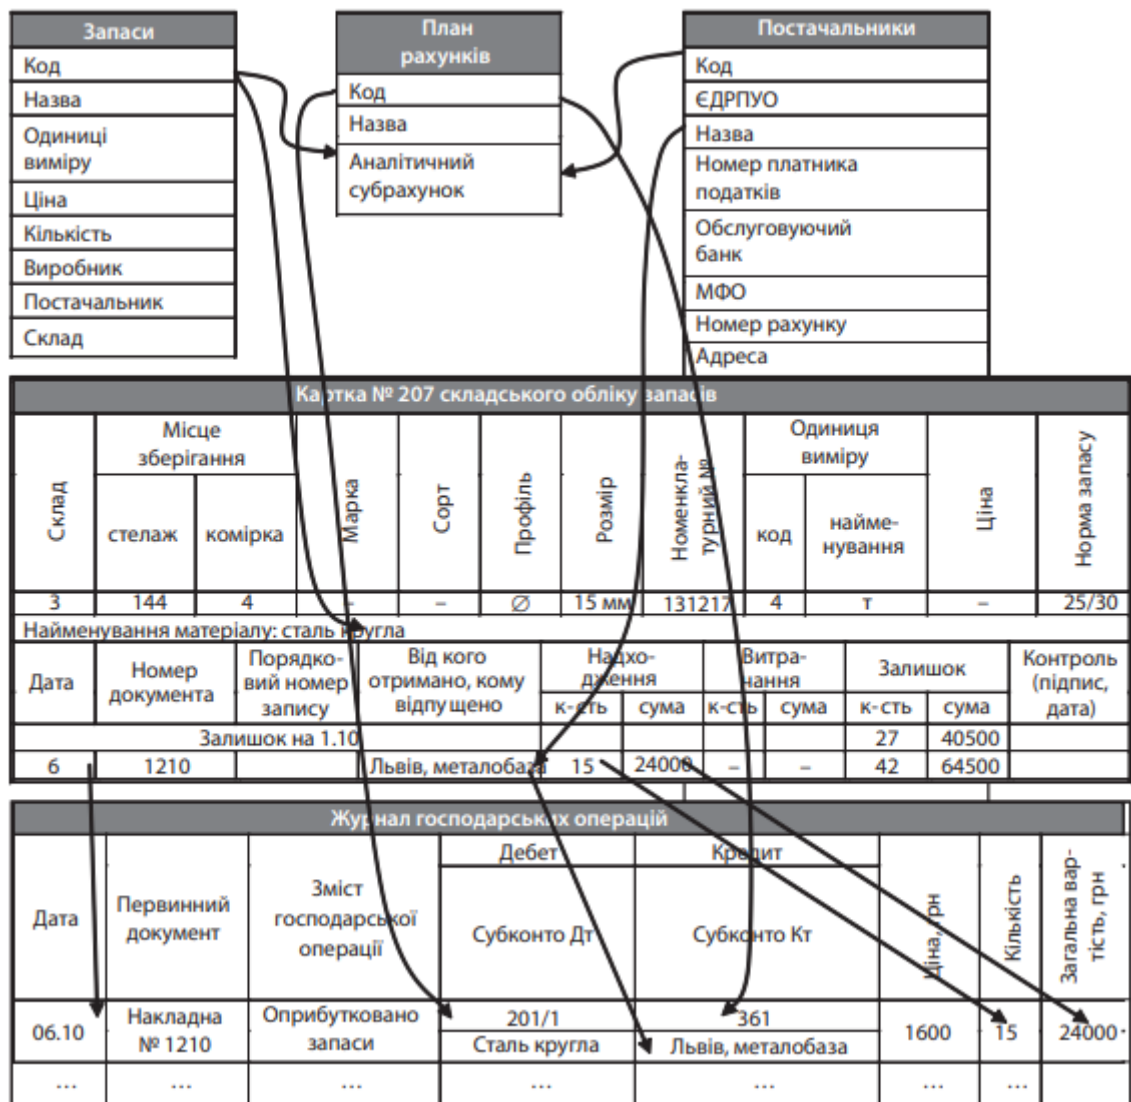 Запаси
Код
Назва
Одиниці
виміру
Ціна
Кількість
Виробник
Постачальник
Склад
План
рахунків
Код
Назва
Аналітичний
субрахунок
Постачальники
Код
ЄДРПУО
Назва
Номер платника
податків
Обслуговуючий
банк
МФО
Номер рахунку
Адреса
Картка № 207 складського обліку запасів
Склад
Місце
зберігання
стелаж
комірка
Марка
Сорт
Профіль
Розмір
Номенкла-
турний №
Одиниця
виміру
код
найме-
нування
Ціна
Норма запасу
3 144 4 – – ∅ 15 мм 131217 4 т – 25/30
Найменування матеріалу: сталь кругла
Дата
Номер
документа
Порядко-
вий номер
запису
Від кого
отримано, кому
відпущено
Надхо-
дження
к-сть сума
Витра-
чання
к-сть сума
Залишок
к-сть сума
Контроль
(підпис,
дата)
Залишок на 1.10 27 40500
6 1210 Львів, металобаза 15 24000 – – 42 64500
Журнал господарських операцій
Дата
Первинний
документ
Зміст
господарської
операції
Дебет
Субконто Дт
Кредит
Субконто Кт
Ціна, грн
Кількість
Загальна вар-
тість, грн
06.10
Накладна
№ 1210
Оприбутковано
запаси
201/1
Сталь кругла
361
Львів, металобаза
1600
15
24000
... ... ... ... ... ... ...